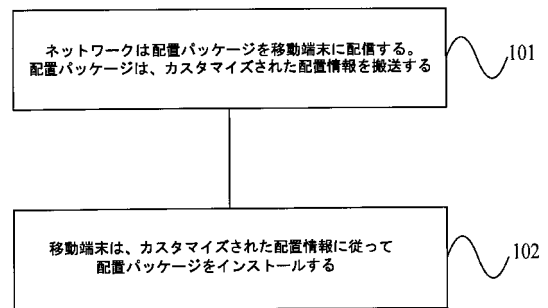 ネットワークは配置パッケージを移動端末に配信する。
配置パッケージは、カスタマイズされた配置情報を搬送する
101
移動端末は、カスタマイズされた配置情報に従って
配置パッケージをインストールする
102